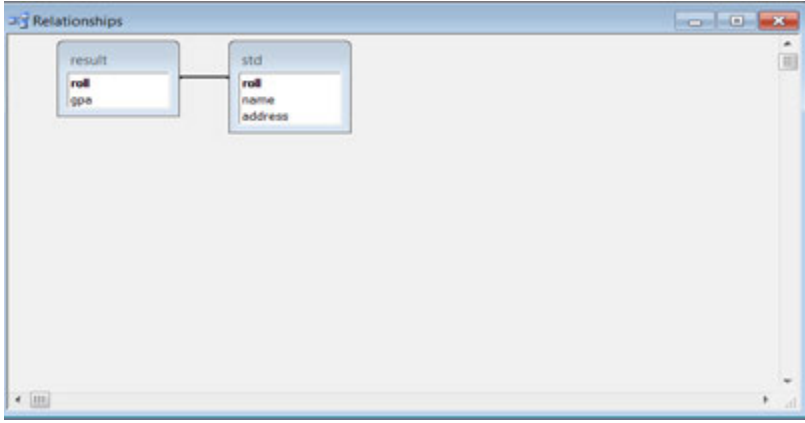 Relationships
result
roll
gpa
std
roll
name
address